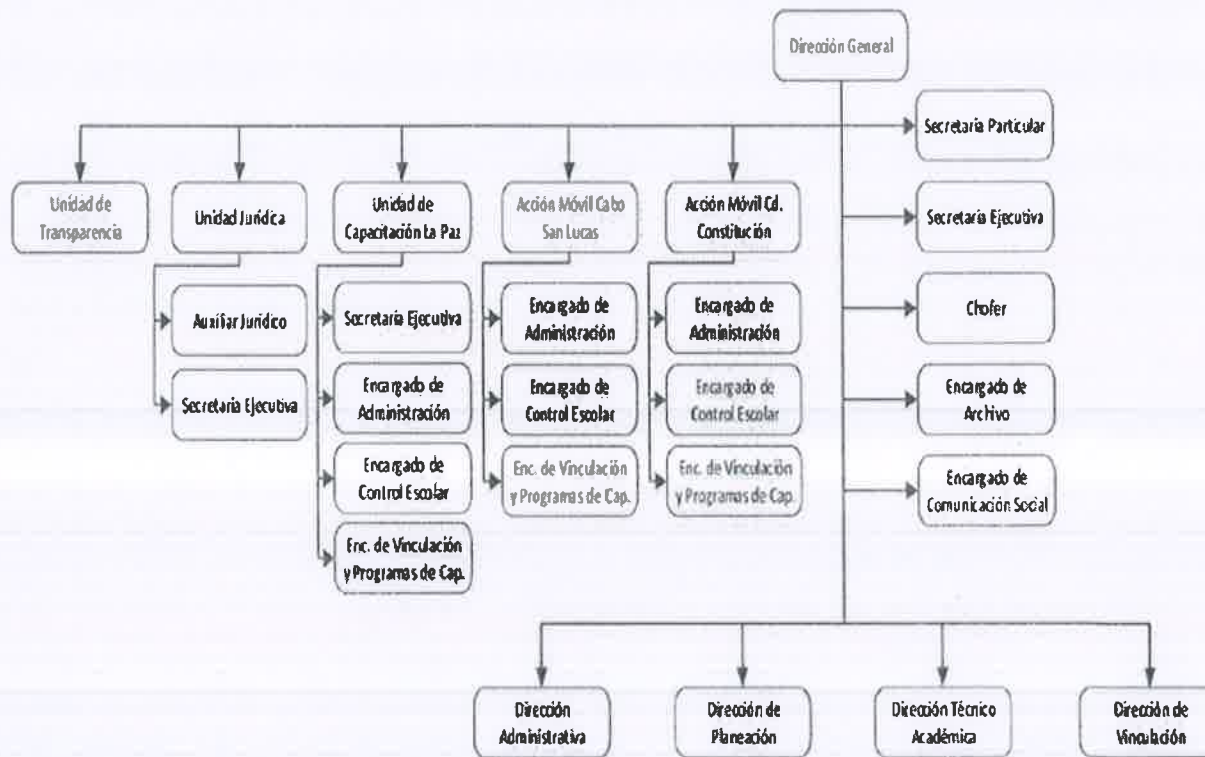 Dirección General
Secretaría Particular
Unidad de
Transparencia
Unidad Jurídica
Unidad de
Capacitación La Paz
Acción Móvil Cabo
San Lucas
Acción Móvil Cd.
Constitución
Secretaría Ejecutiva
Auxiliar Jurídico
Secretaría Ejecutiva
Encargado de
Administración
Encargado de
Administración
Chofer
Secretaría Ejecutiva
Encargado de
Administración
Encargado de
Control Escolar
Encargado de
Control Escolar
Encargado de
Archivo
Encargado de
Control Escolar
Enc. de Vinculación
y Programas de Cap.
Enc. de Vinculación
y Programas de Cap.
Encargado de
Comunicación Social
Enc. de Vinculación
y Programas de Cap.
Dirección
Administrativa
Dirección de
Planeación
Dirección Técnico
Académica
Dirección de
Vinculación